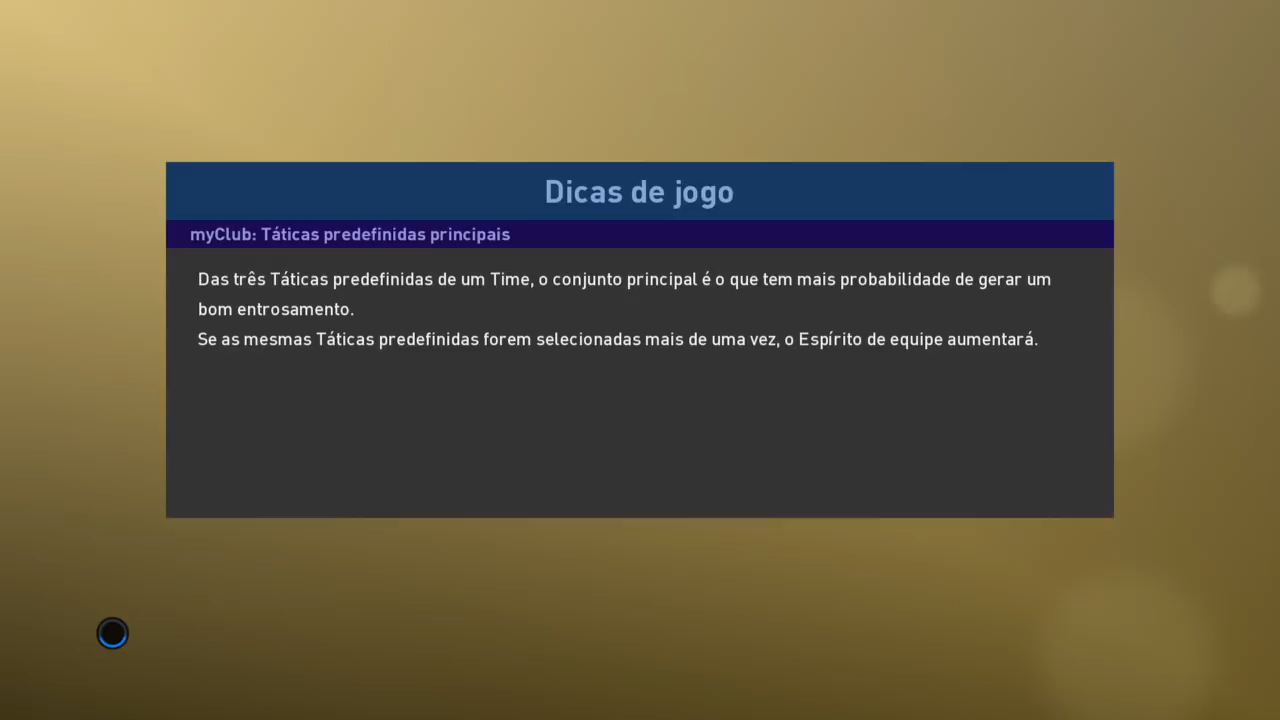 Dicas de jogo
myClub: Táticas predefinidas principais
Das três Táticas predefinidas de um Time, o conjunto principal é o que tem mais probabilidade de gerar um
bom entrosamento.
Se as mesmas Táticas predefinidas forem selecionadas mais de uma vez, o Espírito de equipe aumentará.